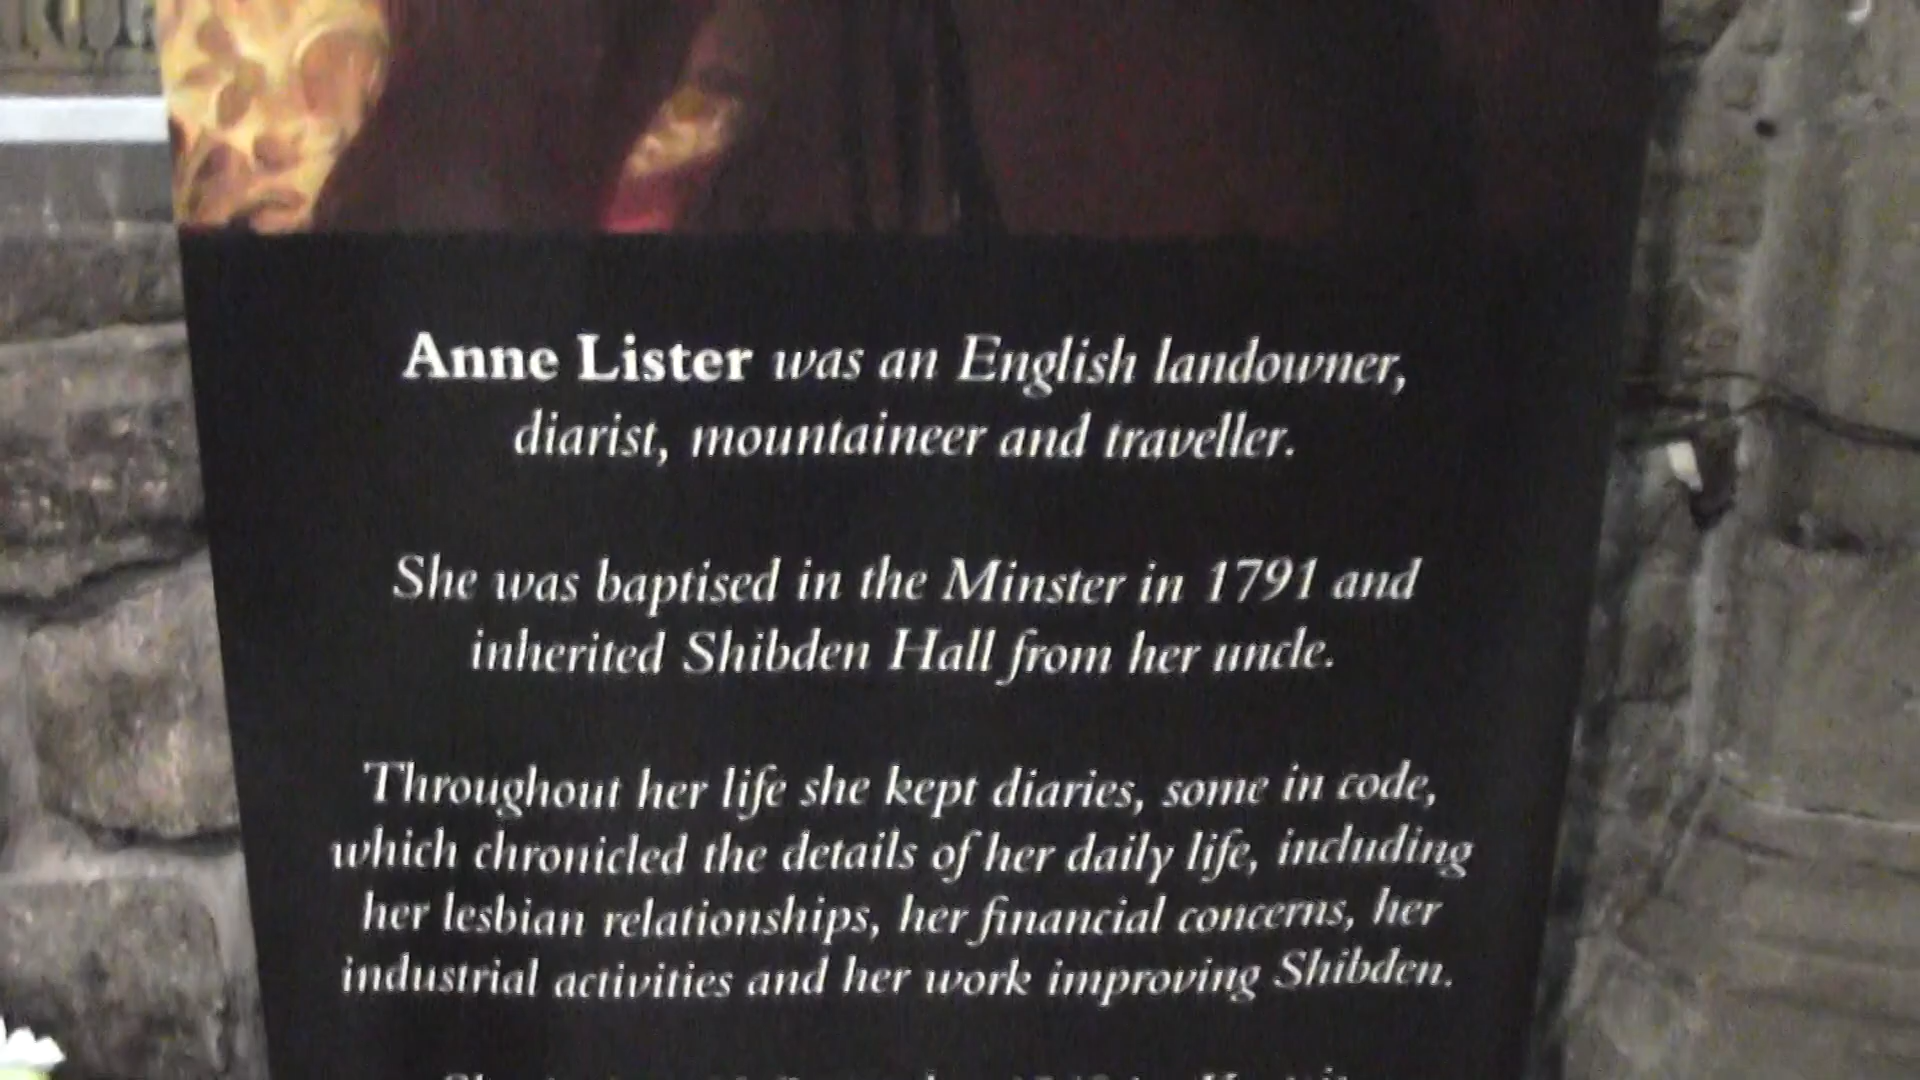 Anne Lister was an English landowner,
diarist, mountaineer and traveller.
She was baptised in the Minster in 1791 and
inherited Shibden Hall from her uncle.
Throughout her life she kept diaries, some in code,
which chronicled the details of her daily life, including
her lesbian relationships, her financial concerns, her
industrial activities and her work improving Shibden.